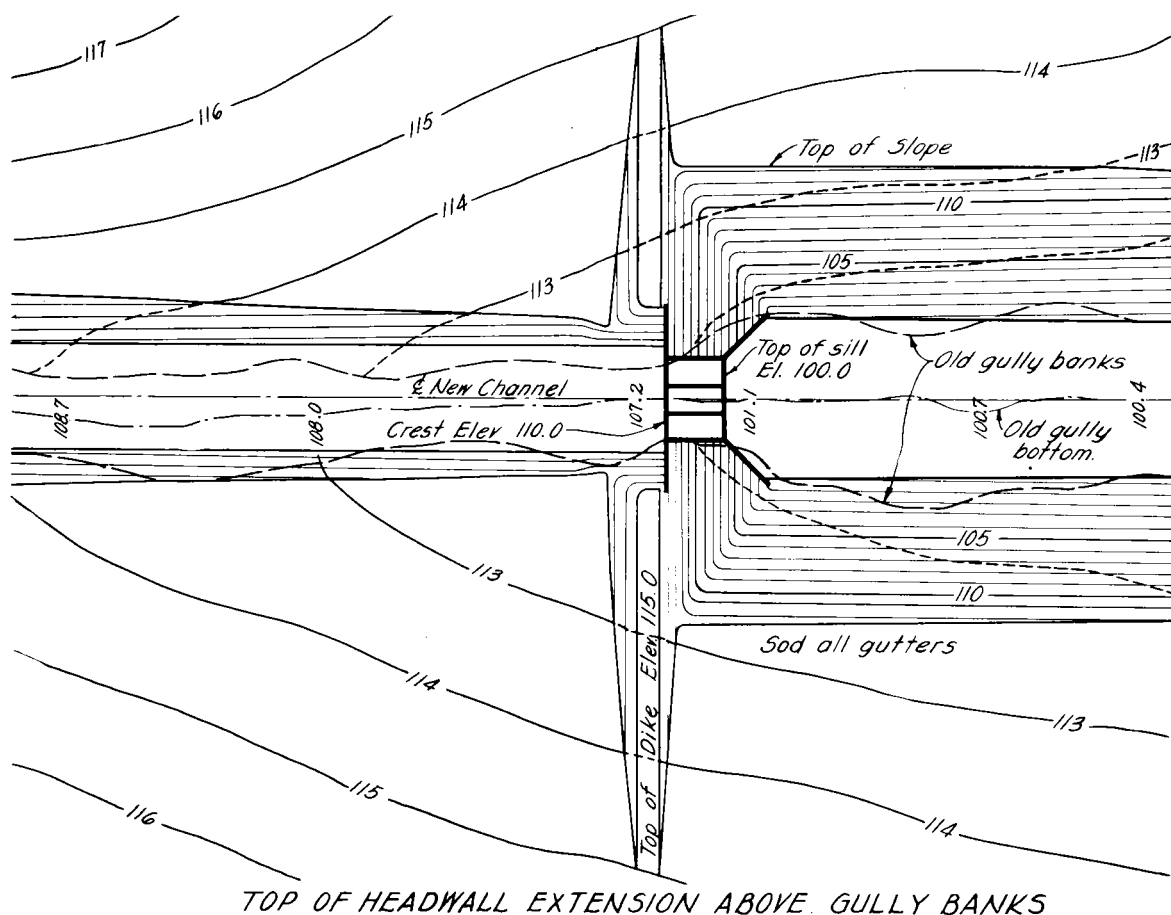 117
116
115
114
114
Top of Slope
113
114
110
113
105
Top of sill
El. 100.0
Old gully banks
℄ New Channel
108.7
108.0
107.2
101.1
100.7
100.4
Crest Elev 110.0
Old gully
bottom.
105
113
110
Sod all gutters
Top of Dike Elev. 115.0
114
113
115
116
114
TOP OF HEADWALL EXTENSION ABOVE GULLY BANKS